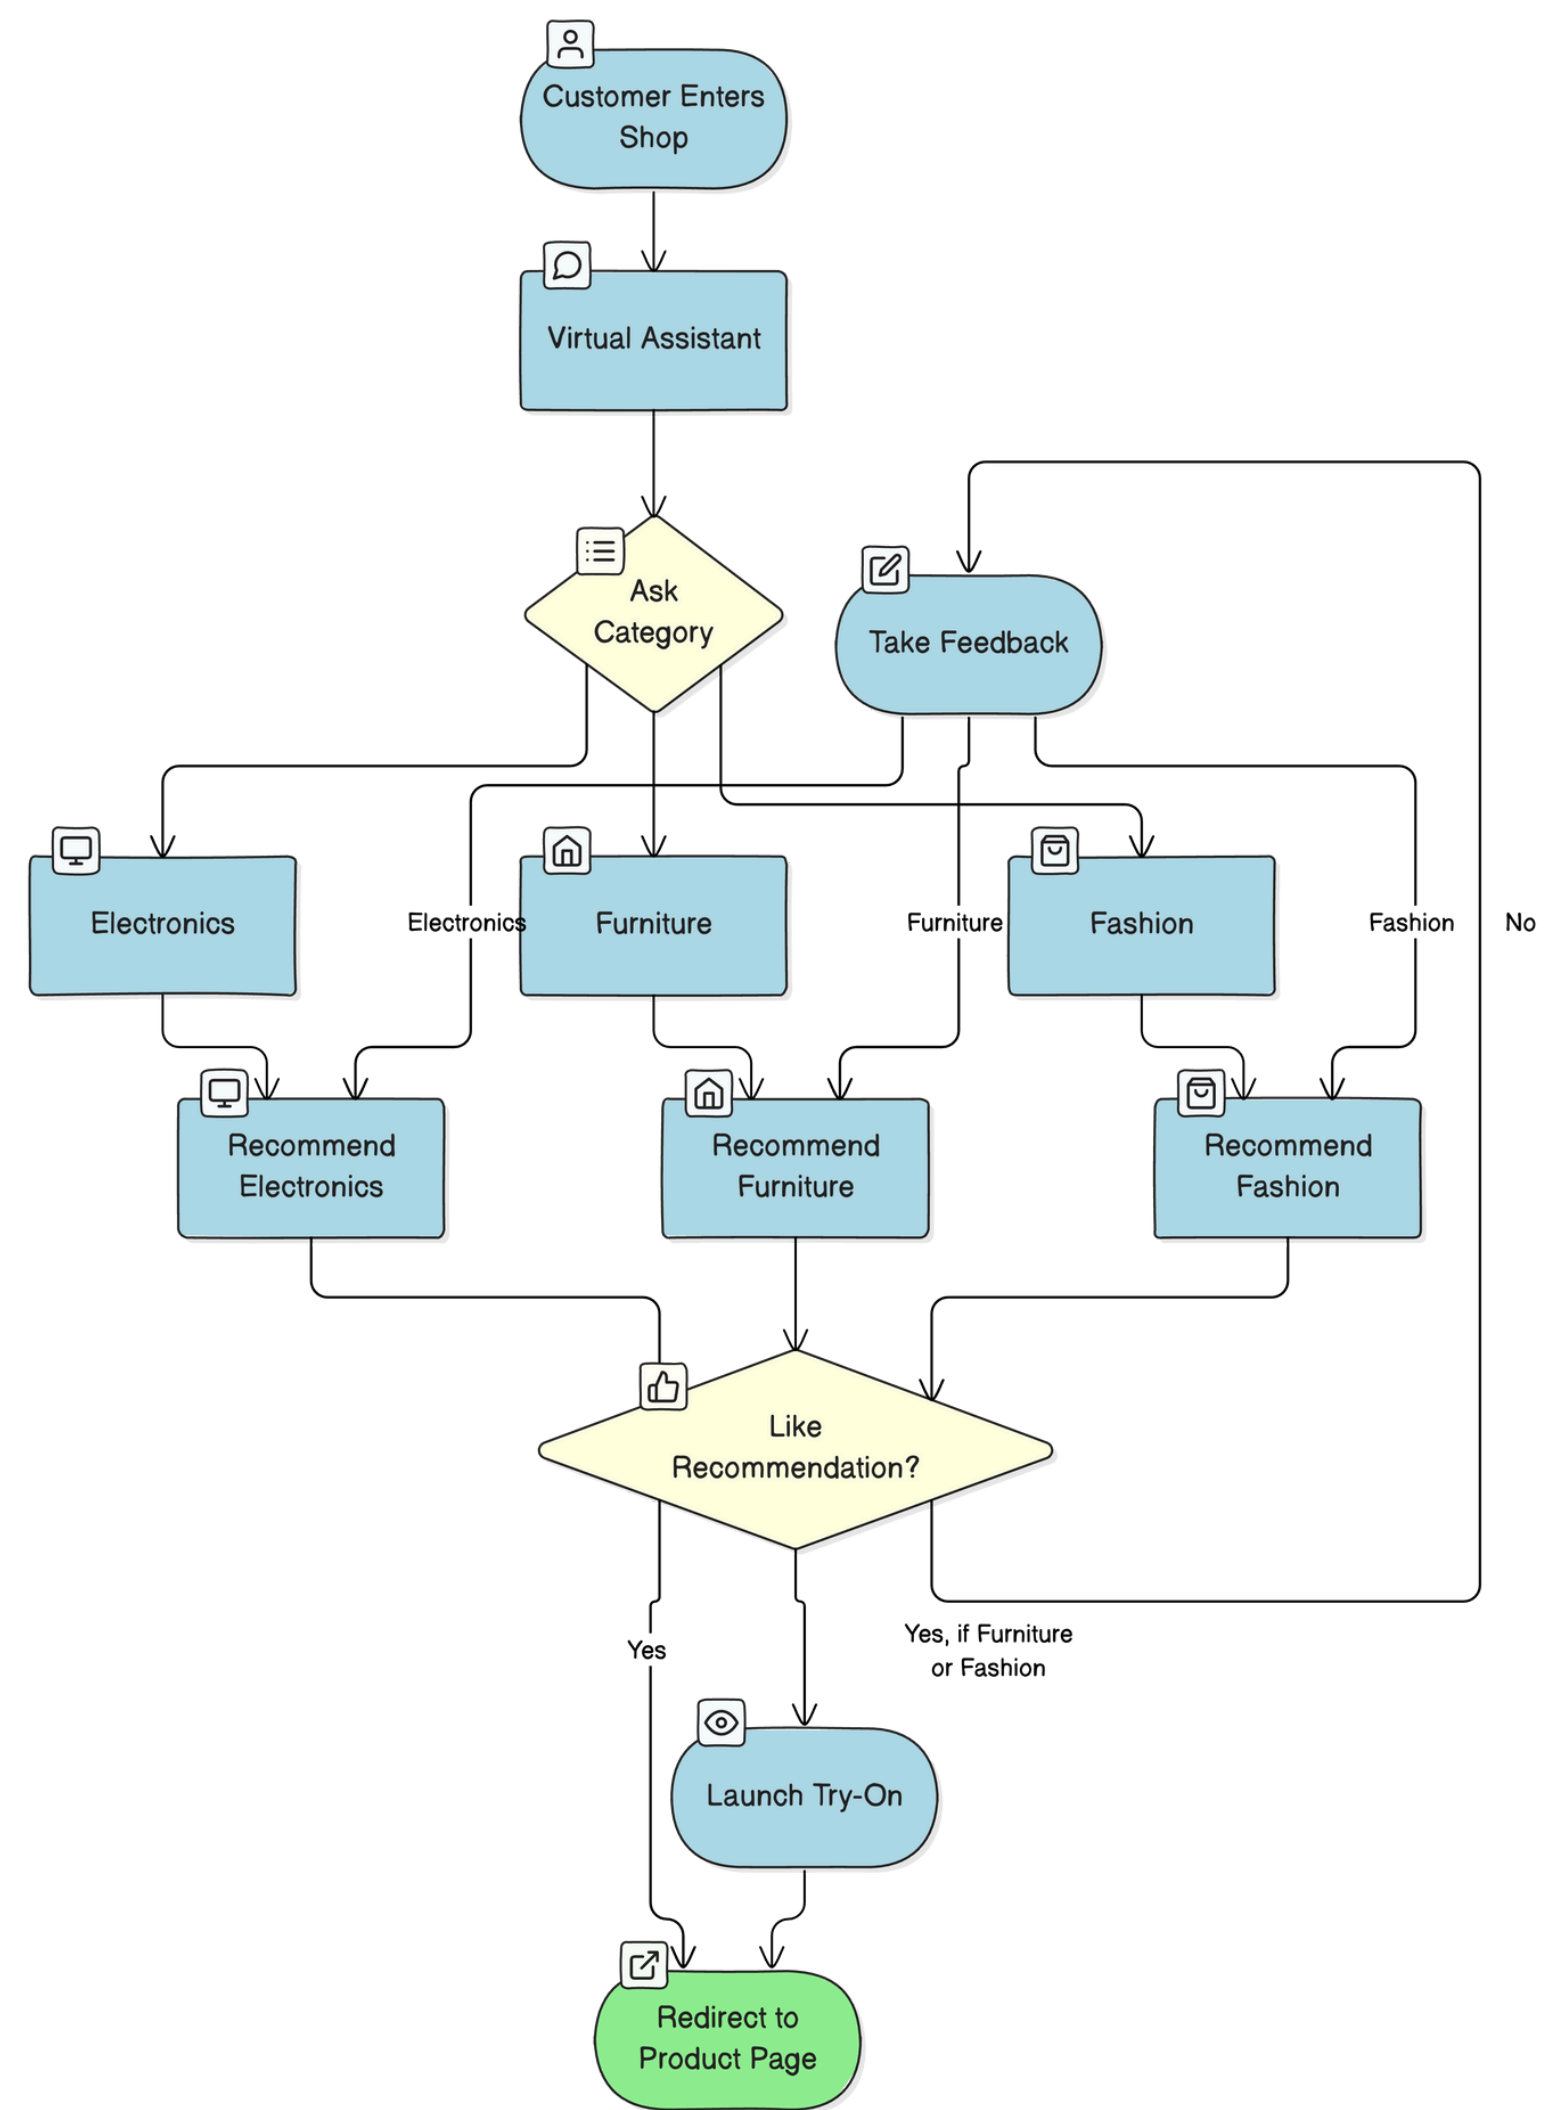 Customer Enters
Shop
Virtual Assistant
Ask
Category
Take Feedback
Electronics
Electronics
Furniture
Furniture
Fashion
Fashion
No
Recommend
Electronics
Recommend
Furniture
Recommend
Fashion
Like
Recommendation?
Yes
Yes, if Furniture
or Fashion
Launch Try-On
Redirect to
Product Page